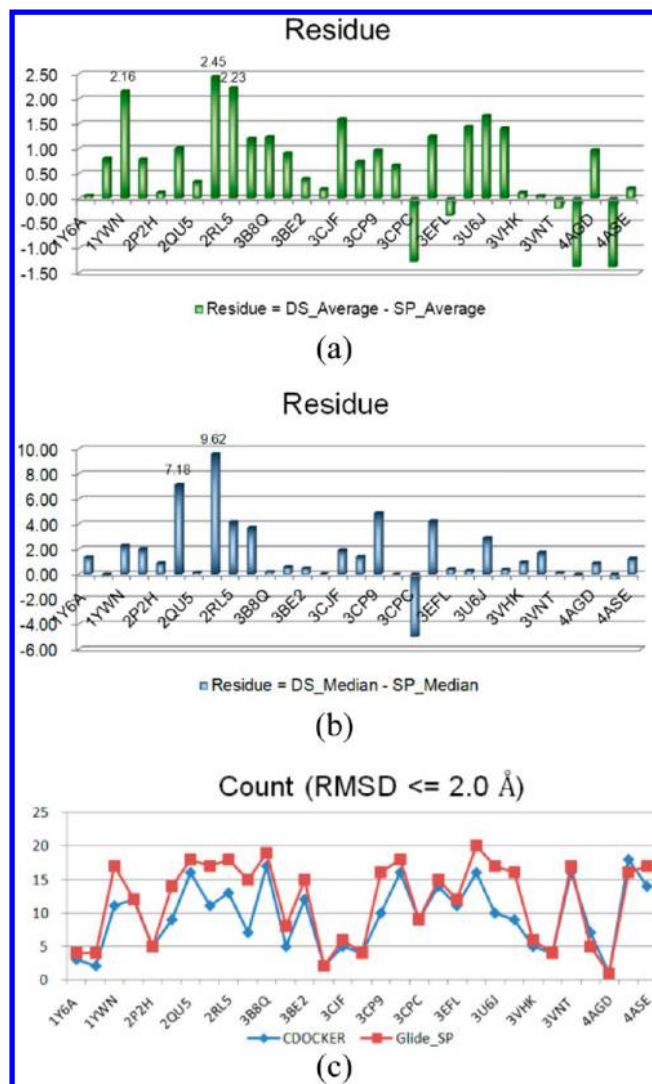 Residue
2.50
2.00
1.50
1.00
0.50
0.00
-0.50
-1.00
-1.50
2.16
2.45
2.23
1Y6A 1YWN 2P2H 2QU5 2RL5 3B8Q 3BE2 3CJF 3CP9 3CPC 3EFL 3U6J 3VHK 3VNT 4AGD 4ASE
Residue = DS_Average - SP_Average
(a)
Residue
10.00
8.00
6.00
4.00
2.00
0.00
-2.00
-4.00
-6.00
7.18
9.62
1Y6A 1YWN 2P2H 2QU5 2RL5 3B8Q 3BE2 3CJF 3CP9 3CPC 3EFL 3U6J 3VHK 3VNT 4AGD 4ASE
Residue = DS_Median - SP_Median
(b)
Count (RMSD <= 2.0 Å)
25
20
15
10
5
0
1Y6A 1YWN 2P2H 2QU5 2RL5 3B8Q 3BE2 3CJF 3CP9 3CPC 3EFL 3U6J 3VHK 3VNT 4AGD 4ASE
CDOCKER Glide_SP
(c)